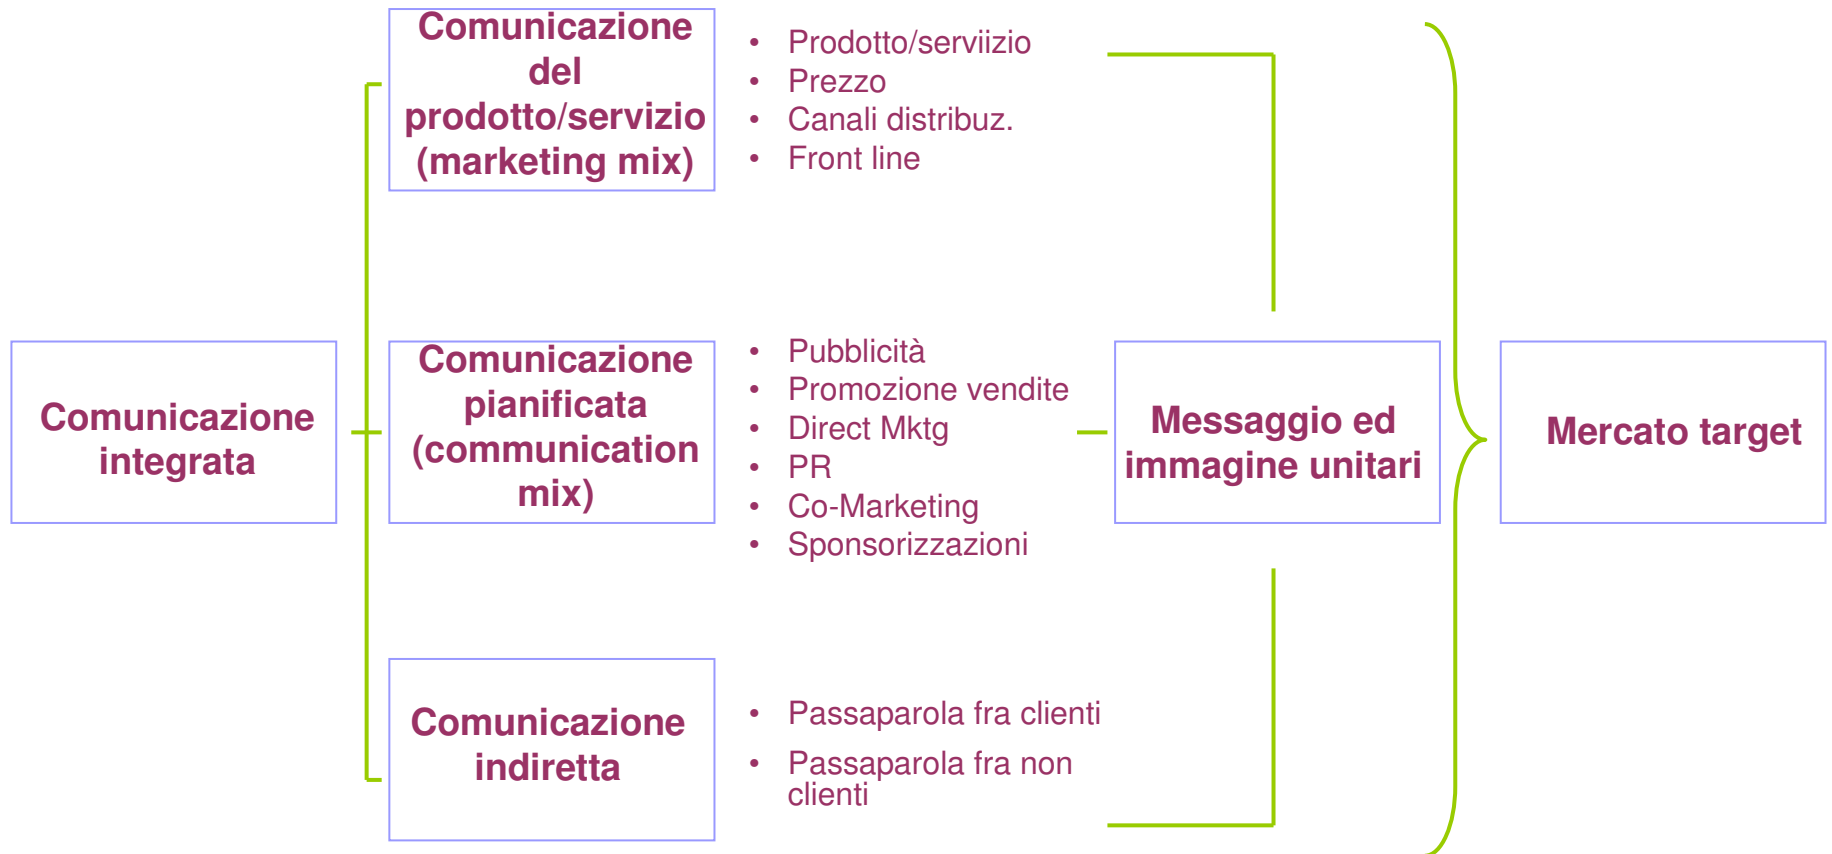 Comunicazione
del
prodotto/servizio
(marketing mix)
• Prodotto/serviizio
• Prezzo
• Canali distribuz.
• Front line
Comunicazione
integrata
Comunicazione
pianificata
(communication
mix)
• Pubblicità
• Promozione vendite
• Direct Mktg
• PR
• Co-Marketing
• Sponsorizzazioni
Messaggio ed
immagine unitari
Mercato target
Comunicazione
indiretta
• Passaparola fra clienti
• Passaparola fra non
clienti